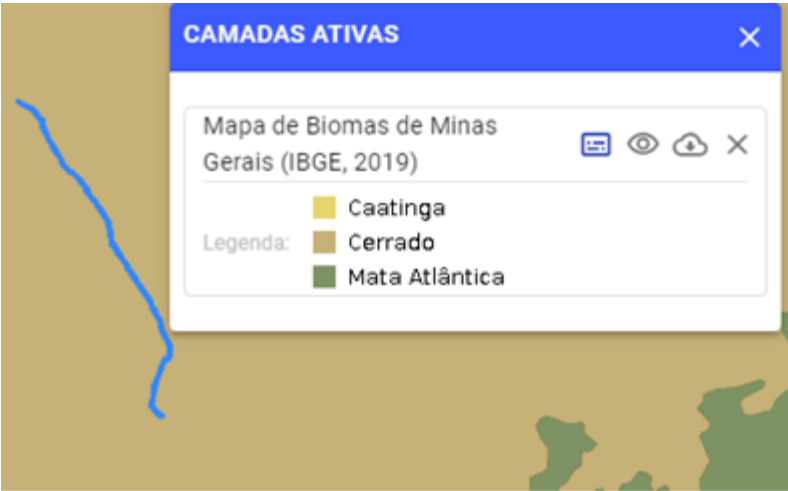 CAMADAS ATIVAS
Mapa de Biomas de Minas
Gerais (IBGE, 2019)
Legenda:
Caatinga
Cerrado
Mata Atlântica